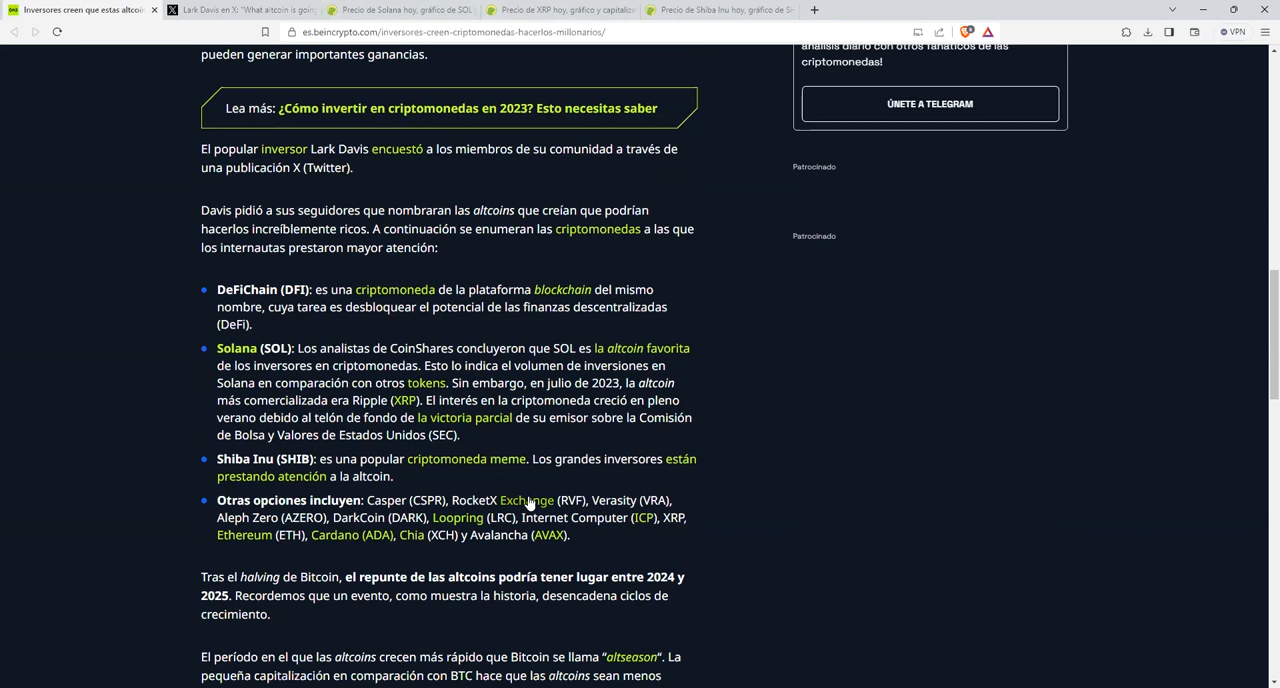 Inversores creen que estas altcoin
Lark Davis en X: "What altcoin is going
Precio de Solana hoy, gráfico de SOL
Precio de XRP hoy, gráfico y capitaliz
Precio de Shiba Inu hoy, gráfico de SH
es.beincrypto.com/inversores-creen-criptomonedas-hacerlos-millonarios/
VPN
pueden generar importantes ganancias.
Lea más: ¿Cómo invertir en criptomonedas en 2023? Esto necesitas saber
El popular inversor Lark Davis encuestó a los miembros de su comunidad a través de
una publicación X (Twitter).
Davis pidió a sus seguidores que nombraran las altcoins que creían que podrían
hacerlos increíblemente ricos. A continuación se enumeran las criptomonedas a las que
los internautas prestaron mayor atención:
DeFiChain (DFI): es una criptomoneda de la plataforma blockchain del mismo
nombre, cuya tarea es desbloquear el potencial de las finanzas descentralizadas
(DeFi).
Solana (SOL): Los analistas de CoinShares concluyeron que SOL es la altcoin favorita
de los inversores en criptomonedas. Esto lo indica el volumen de inversiones en
Solana en comparación con otros tokens. Sin embargo, en julio de 2023, la altcoin
más comercializada era Ripple (XRP). El interés en la criptomoneda creció en pleno
verano debido al telón de fondo de la victoria parcial de su emisor sobre la Comisión
de Bolsa y Valores de Estados Unidos (SEC).
Shiba Inu (SHIB): es una popular criptomoneda meme. Los grandes inversores están
prestando atención a la altcoin.
Otras opciones incluyen: Casper (CSPR), RocketX Exchange (RVF), Verasity (VRA),
Aleph Zero (AZERO), DarkCoin (DARK), Loopring (LRC), Internet Computer (ICP), XRP,
Ethereum (ETH), Cardano (ADA), Chia (XCH) y Avalancha (AVAX).
Tras el halving de Bitcoin, el repunte de las altcoins podría tener lugar entre 2024 y
2025. Recordemos que un evento, como muestra la historia, desencadena ciclos de
crecimiento.
El período en el que las altcoins crecen más rápido que Bitcoin se llama "altseason". La
pequeña capitalización en comparación con BTC hace que las altcoins sean menos
análisis diario con otros fanáticos de las
criptomonedas!
ÚNETE A TELEGRAM
Patrocinado
Patrocinado